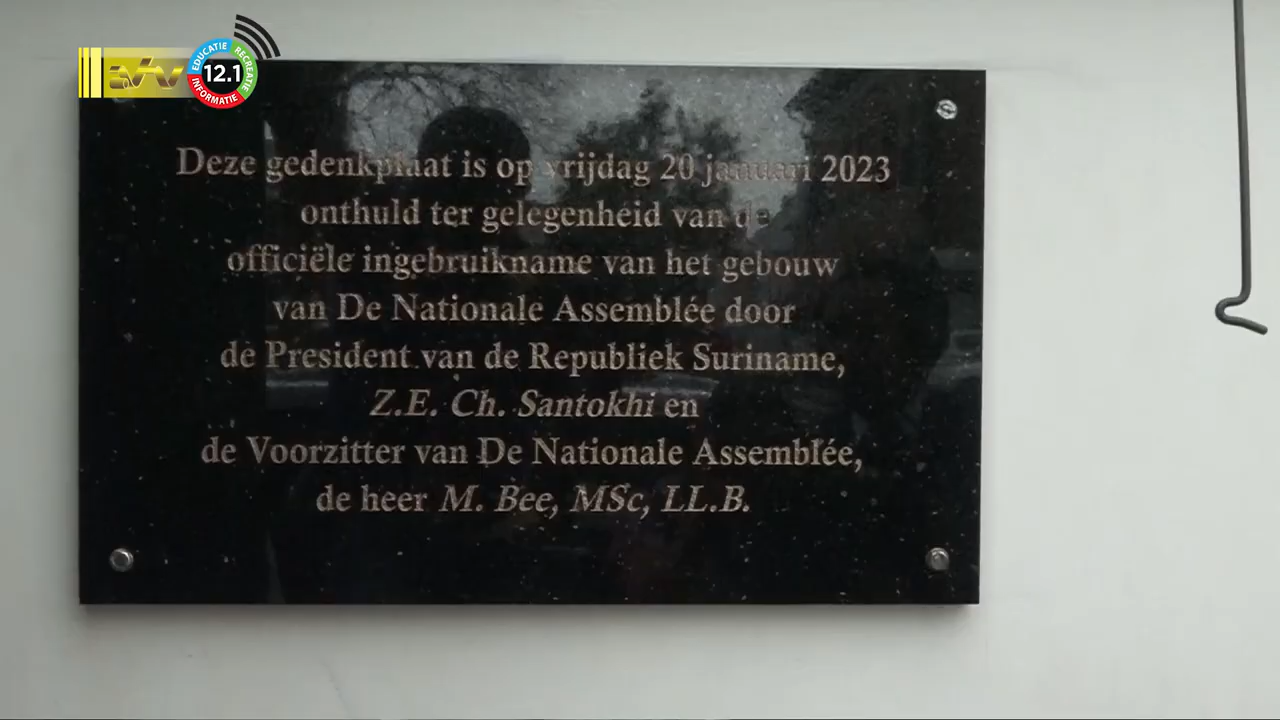 EDUCATIE
RECREATIE
INFORMATIE
12.1
Deze gedenkplaat is op vrijdag 20 januari 2023
onthuld ter gelegenheid van de
officiële ingebruikname van het gebouw
van De Nationale Assemblée door
de President van de Republiek Suriname,
Z.E. Ch. Santokhi en
de Voorzitter van De Nationale Assemblée,
de heer M. Bee, MSc, LL.B.